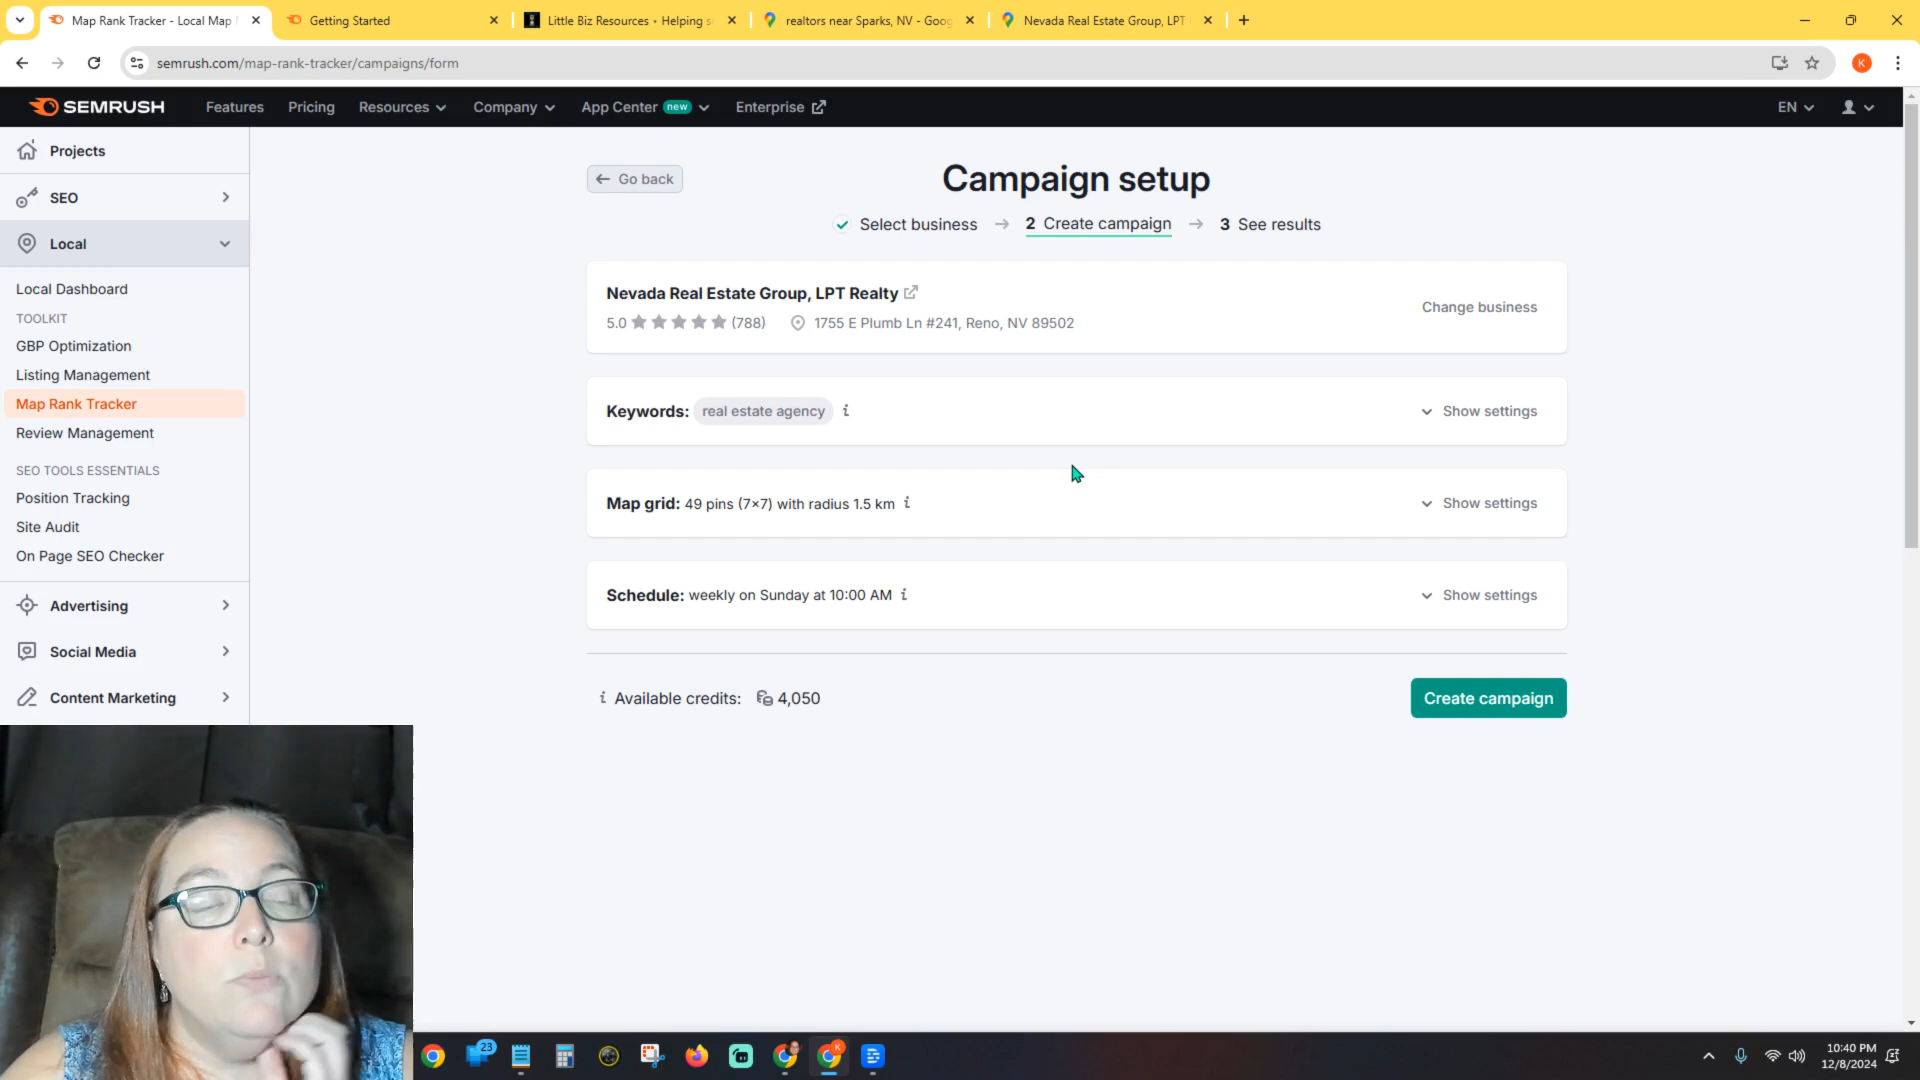 Map Rank Tracker - Local Map
Getting Started
Little Biz Resources • Helping s
realtors near Sparks, NV - Goog
Nevada Real Estate Group, LPT
semrush.com/map-rank-tracker/campaigns/form
K
SEMRUSH
Features
Pricing
Resources
Company
App Center new
Enterprise
EN
Projects
SEO
Local
Local Dashboard
TOOLKIT
GBP Optimization
Listing Management
Map Rank Tracker
Review Management
SEO TOOLS ESSENTIALS
Position Tracking
Site Audit
On Page SEO Checker
Advertising
Social Media
Content Marketing
Go back
Campaign setup
Select business → 2 Create campaign → 3 See results
Nevada Real Estate Group, LPT Realty
5.0 (788) 1755 E Plumb Ln #241, Reno, NV 89502
Change business
Keywords: real estate agency i
Show settings
Map grid: 49 pins (7×7) with radius 1.5 km i
Show settings
Schedule: weekly on Sunday at 10:00 AM i
Show settings
i Available credits: 4,050
Create campaign
23
K
10:40 PM
12/8/2024